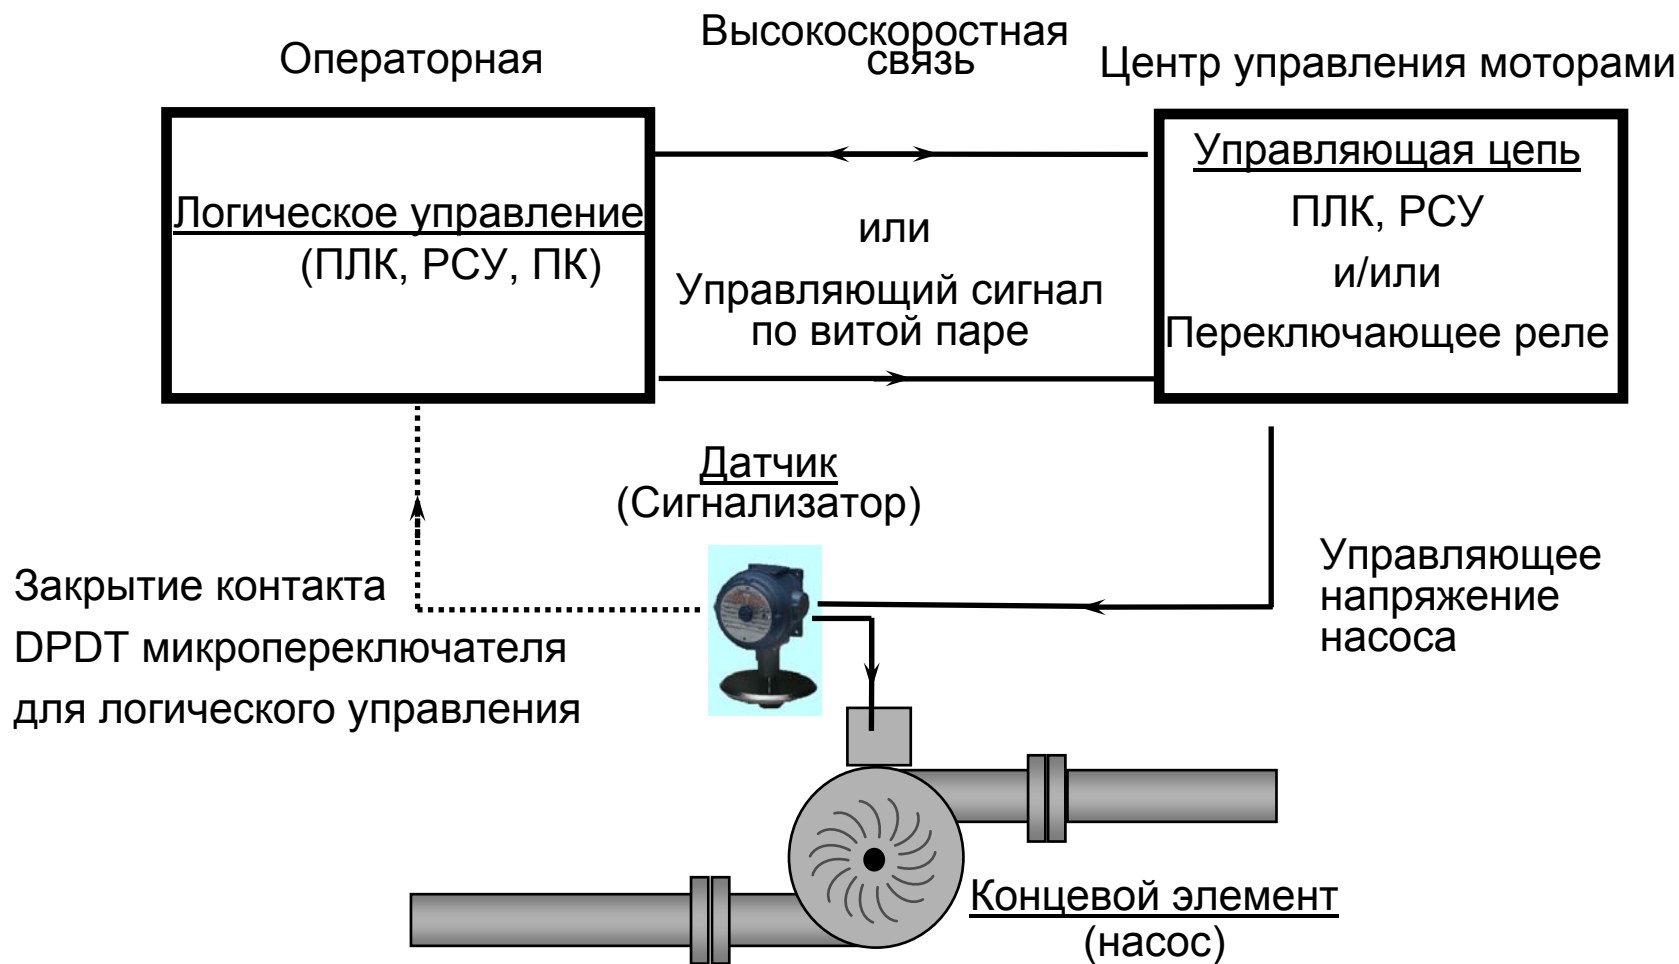 Операторная
Высокоскоростная
связь
Центр управления моторами
Логическое управление
(ПЛК, РСУ, ПК)
или
Управляющий сигнал
по витой паре
Управляющая цепь
ПЛК, РСУ
и/или
Переключающее реле
Датчик
(Сигнализатор)
Закрытие контакта
DPDT микропереключателя
для логического управления
Управляющее
напряжение
насоса
Концевой элемент
(насос)